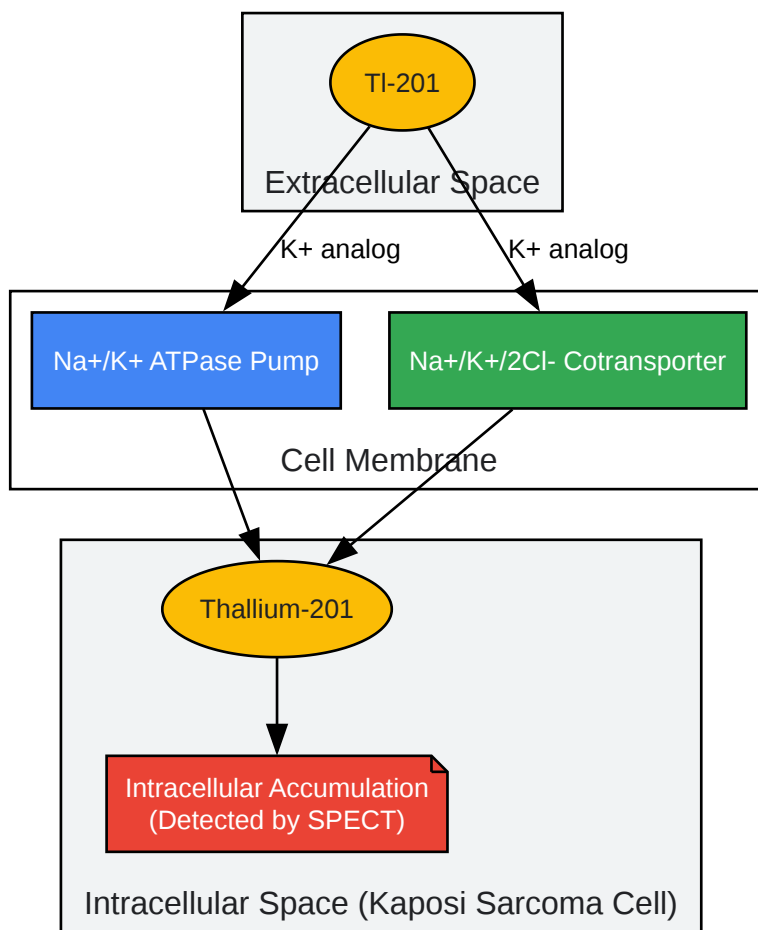 Tl-201
Extracellular Space
K+ analog
K+ analog
Na+/K+ ATPase Pump
Na+/K+/2Cl- Cotransporter
Cell Membrane
Thallium-201
Intracellular Accumulation
(Detected by SPECT)
Intracellular Space (Kaposi Sarcoma Cell)